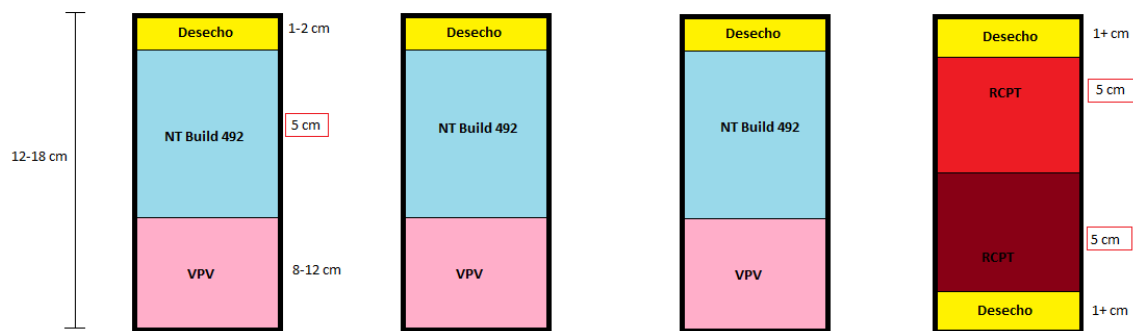 Desecho
1-2 cm
Desecho
Desecho
Desecho
1+ cm
RCPT
5 cm
NT Build 492
5 cm
NT Build 492
NT Build 492
12-18 cm
RCPT
5 cm
VPV
8-12 cm
VPV
VPV
Desecho
1+ cm